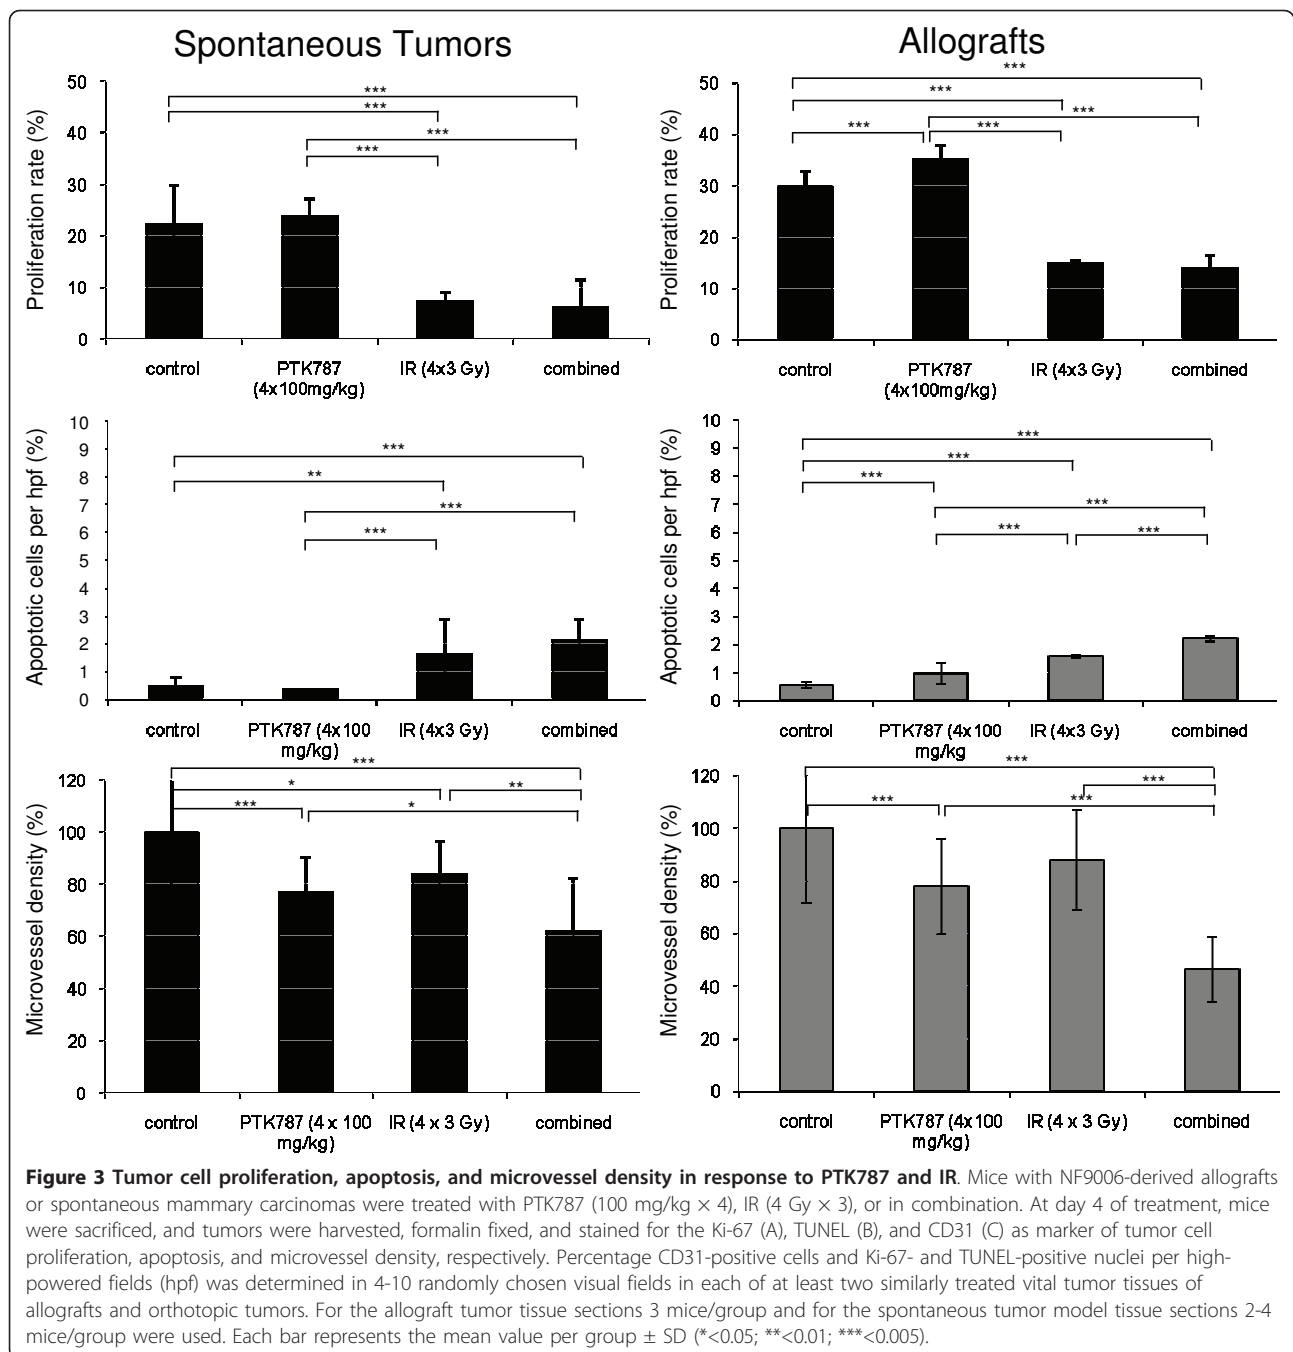 Spontaneous Tumors
Proliferation rate (%)
50
40
30
20
10
0
***
***
***
***
control
PTK787
(4x100mg/kg)
IR (4x3 Gy)
combined
Allografts
Proliferation rate (%)
50
40
30
20
10
0
***
***
***
***
***
control
PTK787
(4x100mg/kg)
IR (4x3 Gy)
combined
Apoptotic cells per hpf (%)
10
9
8
7
6
5
4
3
2
1
0
***
**
***
***
control
PTK787 (4x100
mg/kg)
IR (4x3 Gy)
combined
Apoptotic cells per hpf (%)
10
9
8
7
6
5
4
3
2
1
0
***
***
***
***
***
***
control
PTK787 (4x100
mg/kg
IR (4x3 Gy)
combined
Microvessel density (%)
120
100
80
60
40
20
0
***
*
**
***
*
control
PTK787 (4 x 100
mg/kg)
IR (4 x 3 Gy)
combined
Microvessel density (%)
120
100
80
60
40
20
0
***
***
***
***
control
PTK787 (4x100
mg/kg)
IR (4 x 3 Gy)
combined
Figure 3 Tumor cell proliferation, apoptosis, and microvessel density in response to PTK787 and IR. Mice with NF9006-derived allografts
or spontaneous mammary carcinomas were treated with PTK787 (100 mg/kg × 4), IR (4 Gy × 3), or in combination. At day 4 of treatment, mice
were sacrificed, and tumors were harvested, formalin fixed, and stained for the Ki-67 (A), TUNEL (B), and CD31 (C) as marker of tumor cell
proliferation, apoptosis, and microvessel density, respectively. Percentage CD31-positive cells and Ki-67- and TUNEL-positive nuclei per high-
powered fields (hpf) was determined in 4-10 randomly chosen visual fields in each of at least two similarly treated vital tumor tissues of
allografts and orthotopic tumors. For the allograft tumor tissue sections 3 mice/group and for the spontaneous tumor model tissue sections 2-4
mice/group were used. Each bar represents the mean value per group ± SD (*<0.05; **<0.01; ***<0.005).